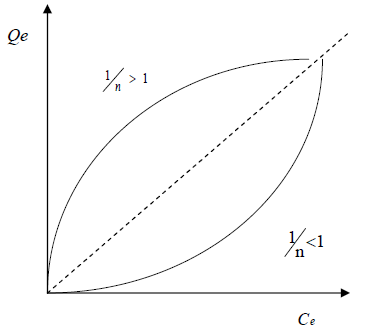 Qe
1/n > 1
1/n <1
Ce